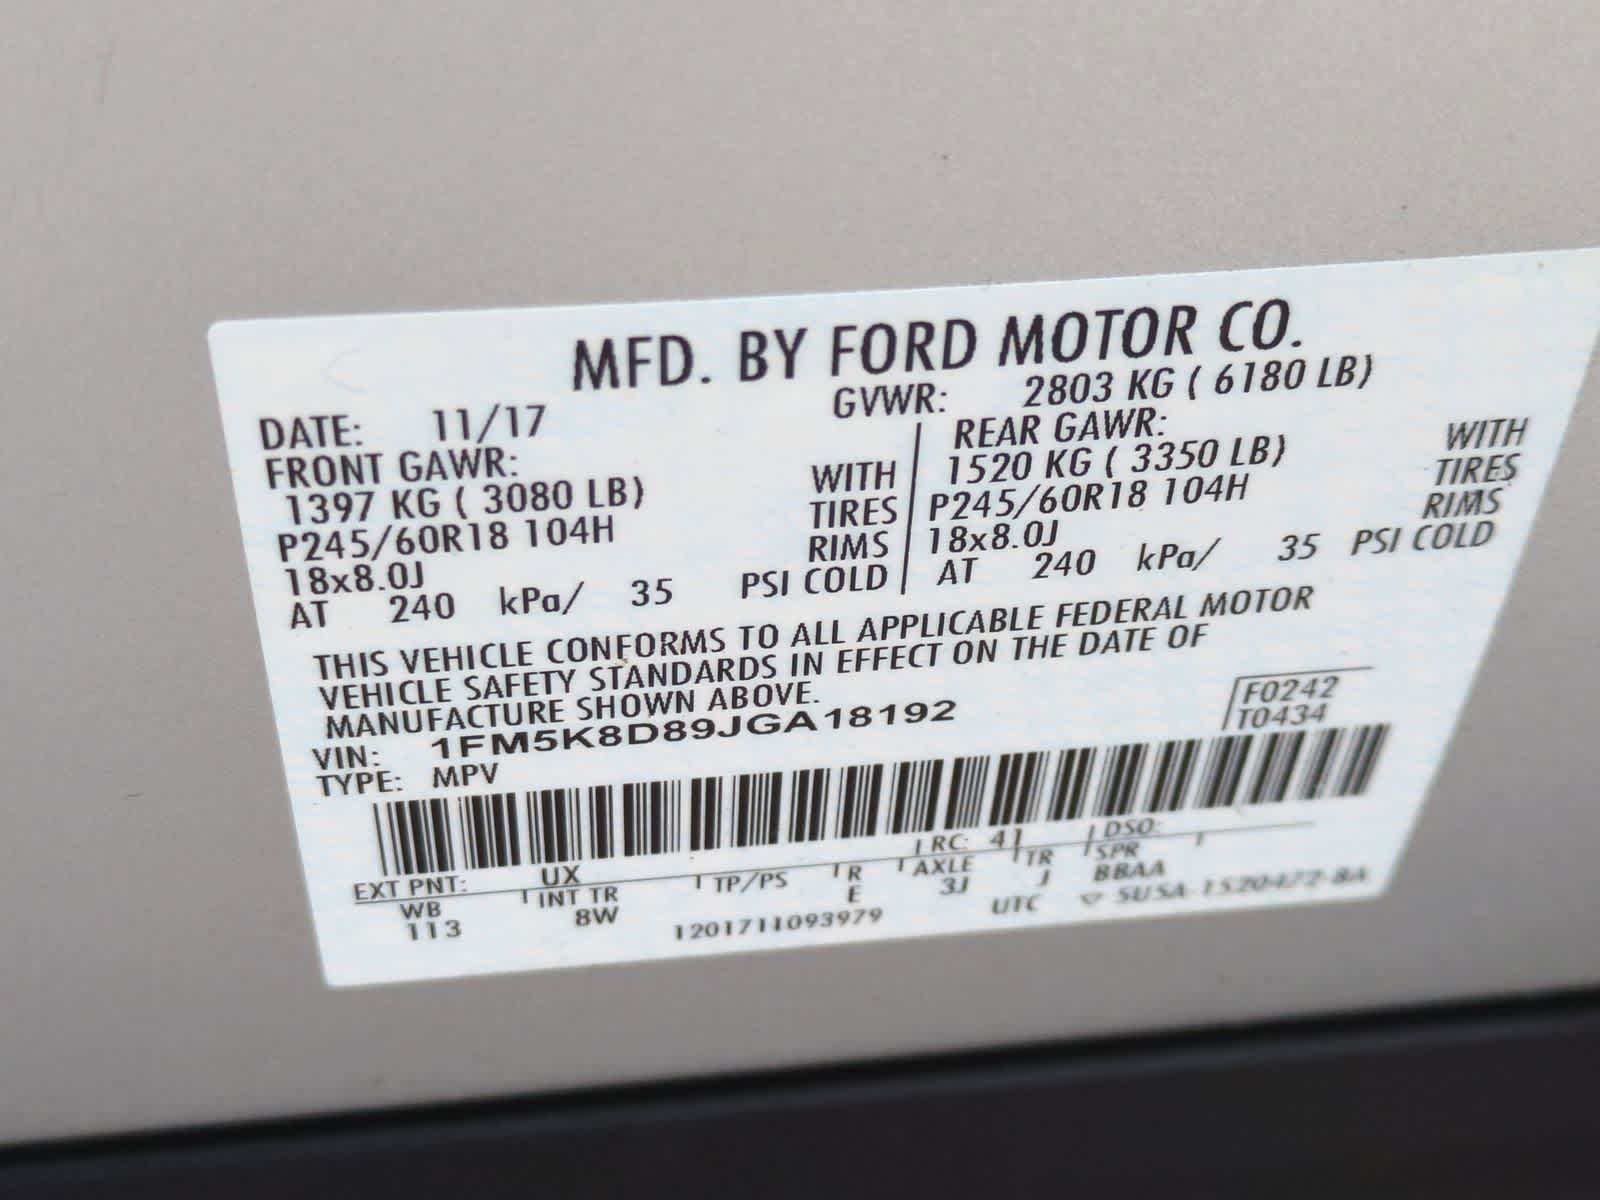 MFD. BY FORD MOTOR CO.
DATE: 11/17 GVWR: 2803 KG ( 6180 LB)
FRONT GAWR: REAR GAWR:
1397 KG ( 3080 LB) WITH 1520 KG ( 3350 LB) WITH
P245/60R18 104H TIRES P245/60R18 104H TIRES
18x8.0J RIMS 18x8.0J RIMS
AT 240 kPa/ 35 PSI COLD AT 240 kPa/ 35 PSI COLD
THIS VEHICLE CONFORMS TO ALL APPLICABLE FEDERAL MOTOR
VEHICLE SAFETY STANDARDS IN EFFECT ON THE DATE OF
MANUFACTURE SHOWN ABOVE.
VIN: 1FM5K8D89JGA18192 F0242
TYPE: MPV T0434
EXT PNT: UX RC: 41 DSO:
WB INT TR TP/PS R AXLE TR SPR
113 8W E 3J J BBAA
1201711093979 UTC ▽ 5U5A-1520472-BA